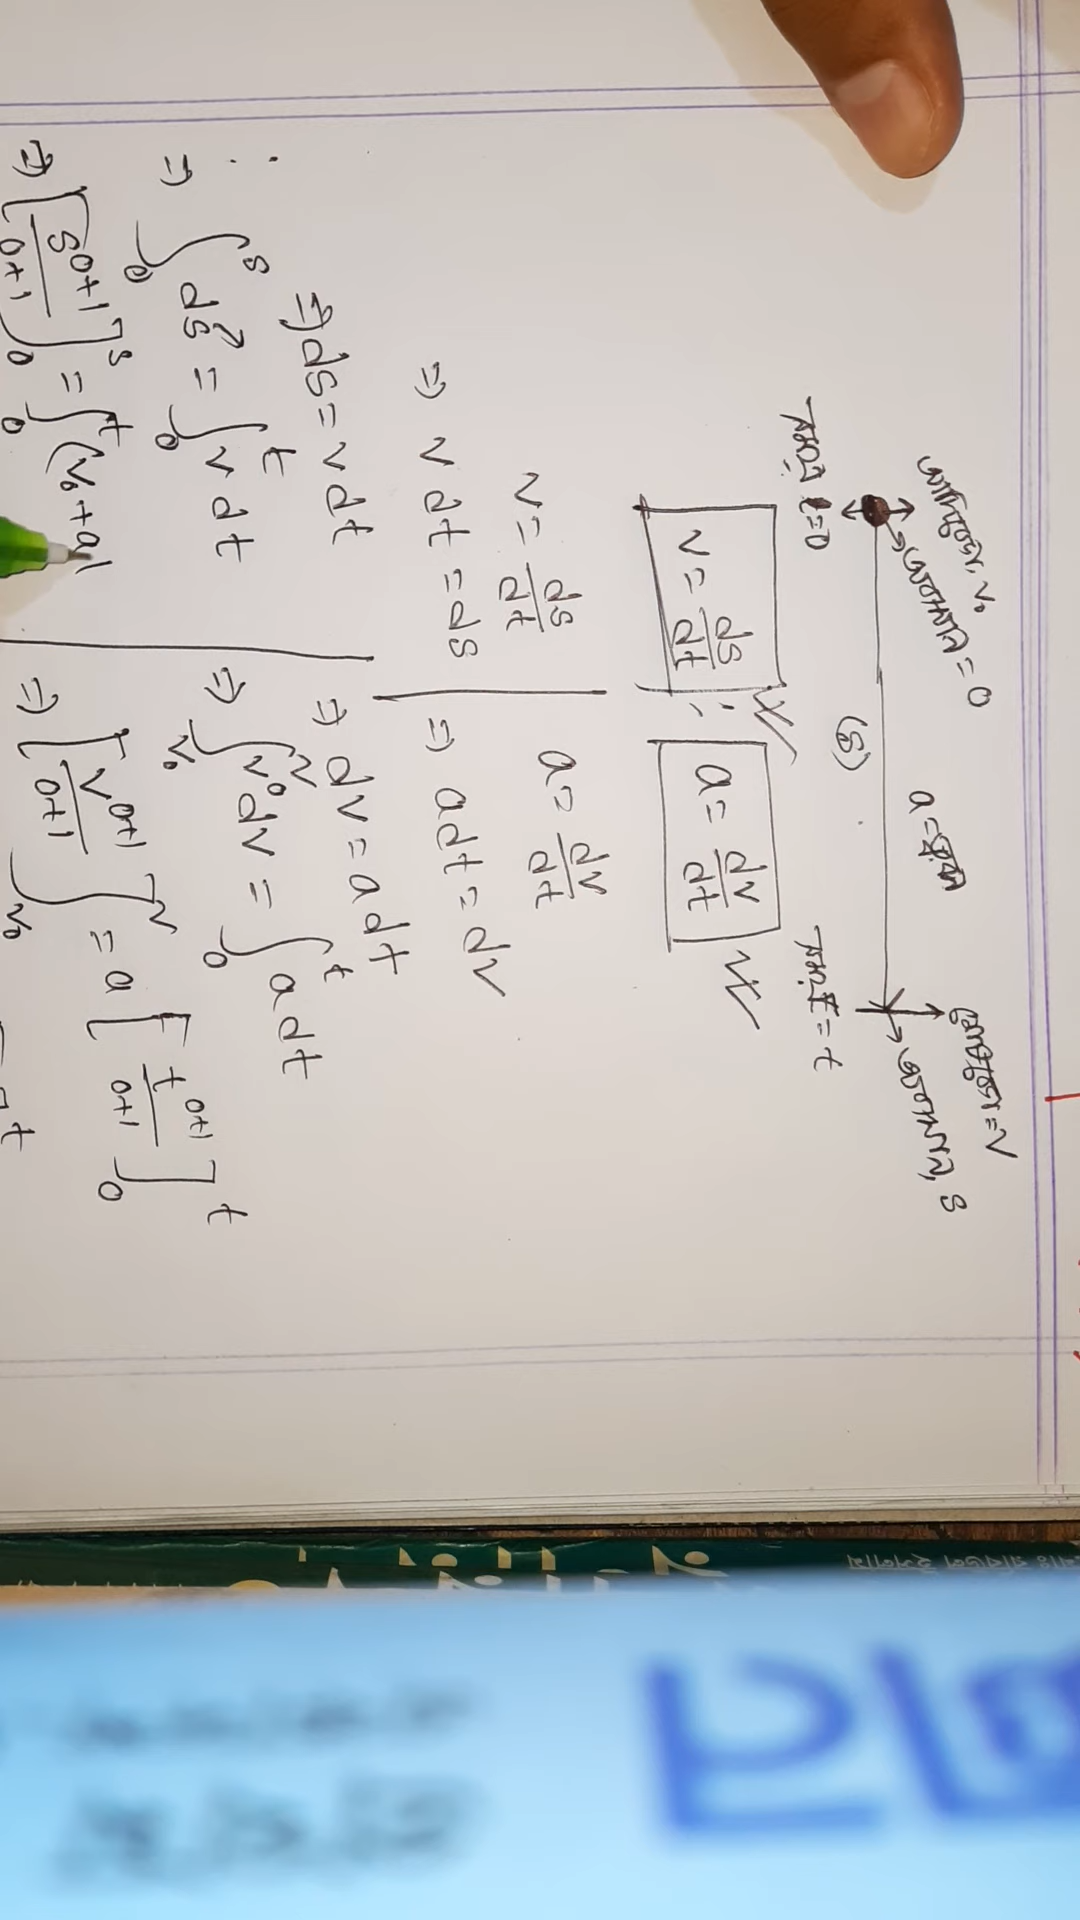 আদিবেগ, v₀
অবস্থান = 0
a = ধ্রুব
v = শেষবেগ
অবস্থান, s
(s)
সময় t=0
সময় = t
v = ds/dt ∴ a = dv/dt
v = ds/dt
⇒ v dt = ds
⇒ ds = v dt
⇒ ∫₀ˢ ds = ∫₀ᵗ v dt
⇒ [s⁰⁺¹/0+1]₀ˢ = ∫₀ᵗ (v₀ + a
a = dv/dt
⇒ a dt = dv
⇒ dv = a dt
⇒ ∫ᵥ₀ᵛ v⁰ dv = ∫₀ᵗ a dt
⇒ [v⁰⁺¹/0+1]ᵥ₀ᵛ = a [t⁰⁺¹/0+1]₀ᵗ